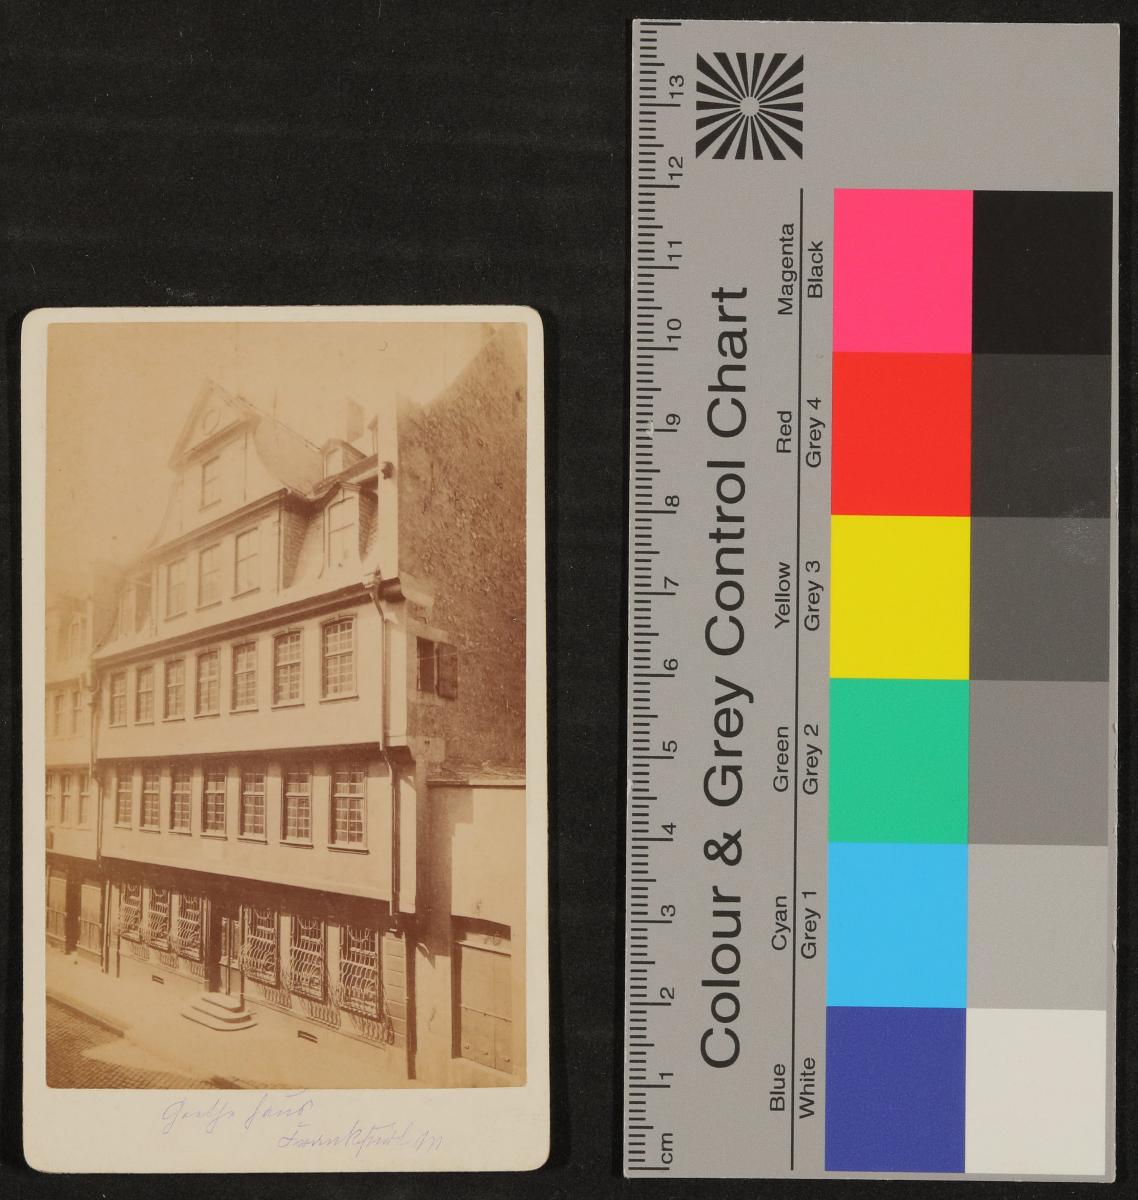 Goethe Haus
Frankfurt M
Colour & Grey Control Chart
Blue Cyan Green Yellow Red Magenta
White Grey 1 Grey 2 Grey 3 Grey 4 Black
cm 1 2 3 4 5 6 7 8 9 10 11 12 13